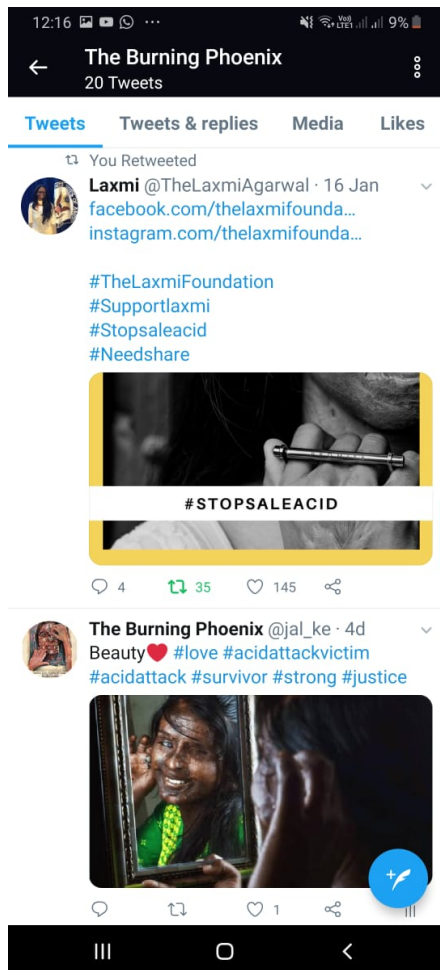 12:16
Vo)) LTE1 9%
The Burning Phoenix
20 Tweets
Tweets Tweets & replies Media Likes
You Retweeted
Laxmi @TheLaxmiAgarwal · 16 Jan
facebook.com/thelaxmifounda...
instagram.com/thelaxmifounda...
#TheLaxmiFoundation
#Supportlaxmi
#Stopsaleacid
#Needshare
#STOPSALEACID
4 35 145
The Burning Phoenix @jal_ke · 4d
Beauty❤ #love #acidattackvictim
#acidattack #survivor #strong #justice
1